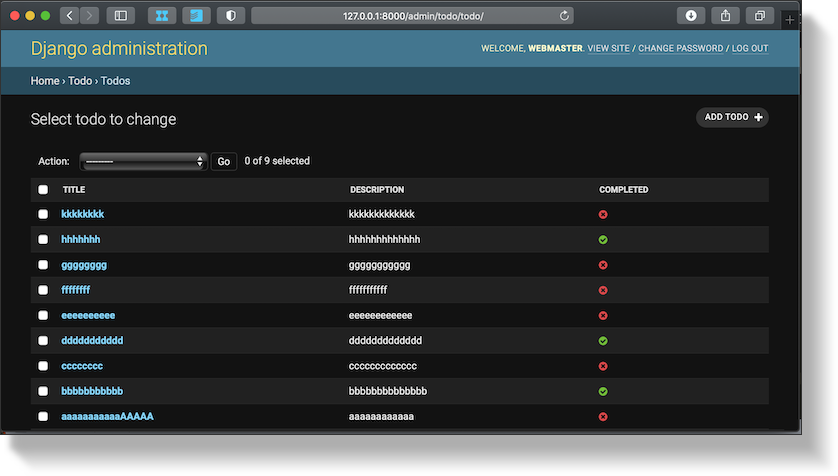 127.0.0.1:8000/admin/todo/todo/
Django administration
WELCOME, WEBMASTER. VIEW SITE / CHANGE PASSWORD / LOG OUT
Home › Todo › Todos
Select todo to change
ADD TODO +
Action: --------- Go 0 of 9 selected
TITLE DESCRIPTION COMPLETED
kkkkkkkk kkkkkkkkkkkkk
hhhhhhh hhhhhhhhhhhhh
gggggggg ggggggggggg
ffffffff fffffffffff
eeeeeeeeee eeeeeeeeeeee
ddddddddddd ddddddddddddd
cccccccc ccccccccccccc
bbbbbbbbbbb bbbbbbbbbbbbbb
aaaaaaaaaaaAAAAA aaaaaaaaaaaa